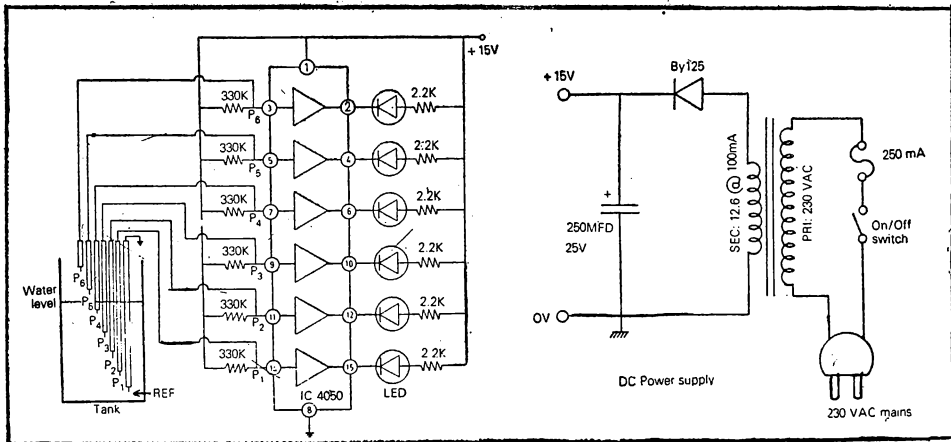 + 15V
1
330K
P6
3
2
2.2K
330K
P5
5
4
2.2K
330K
P4
7
6
2.2K
330K
P3
9
10
2.2K
330K
P2
11
12
2.2K
330K
P1
14
15
2.2K
IC 4050
LED
8
Water
level
P6
P5
P4
P3
P2
P1
REF
Tank
+ 15V
By125
+
250MFD
25V
0V
SEC: 12.6 @ 100mA
PRI: 230 VAC
250 mA
On/Off
switch
DC Power supply
230 VAC mains